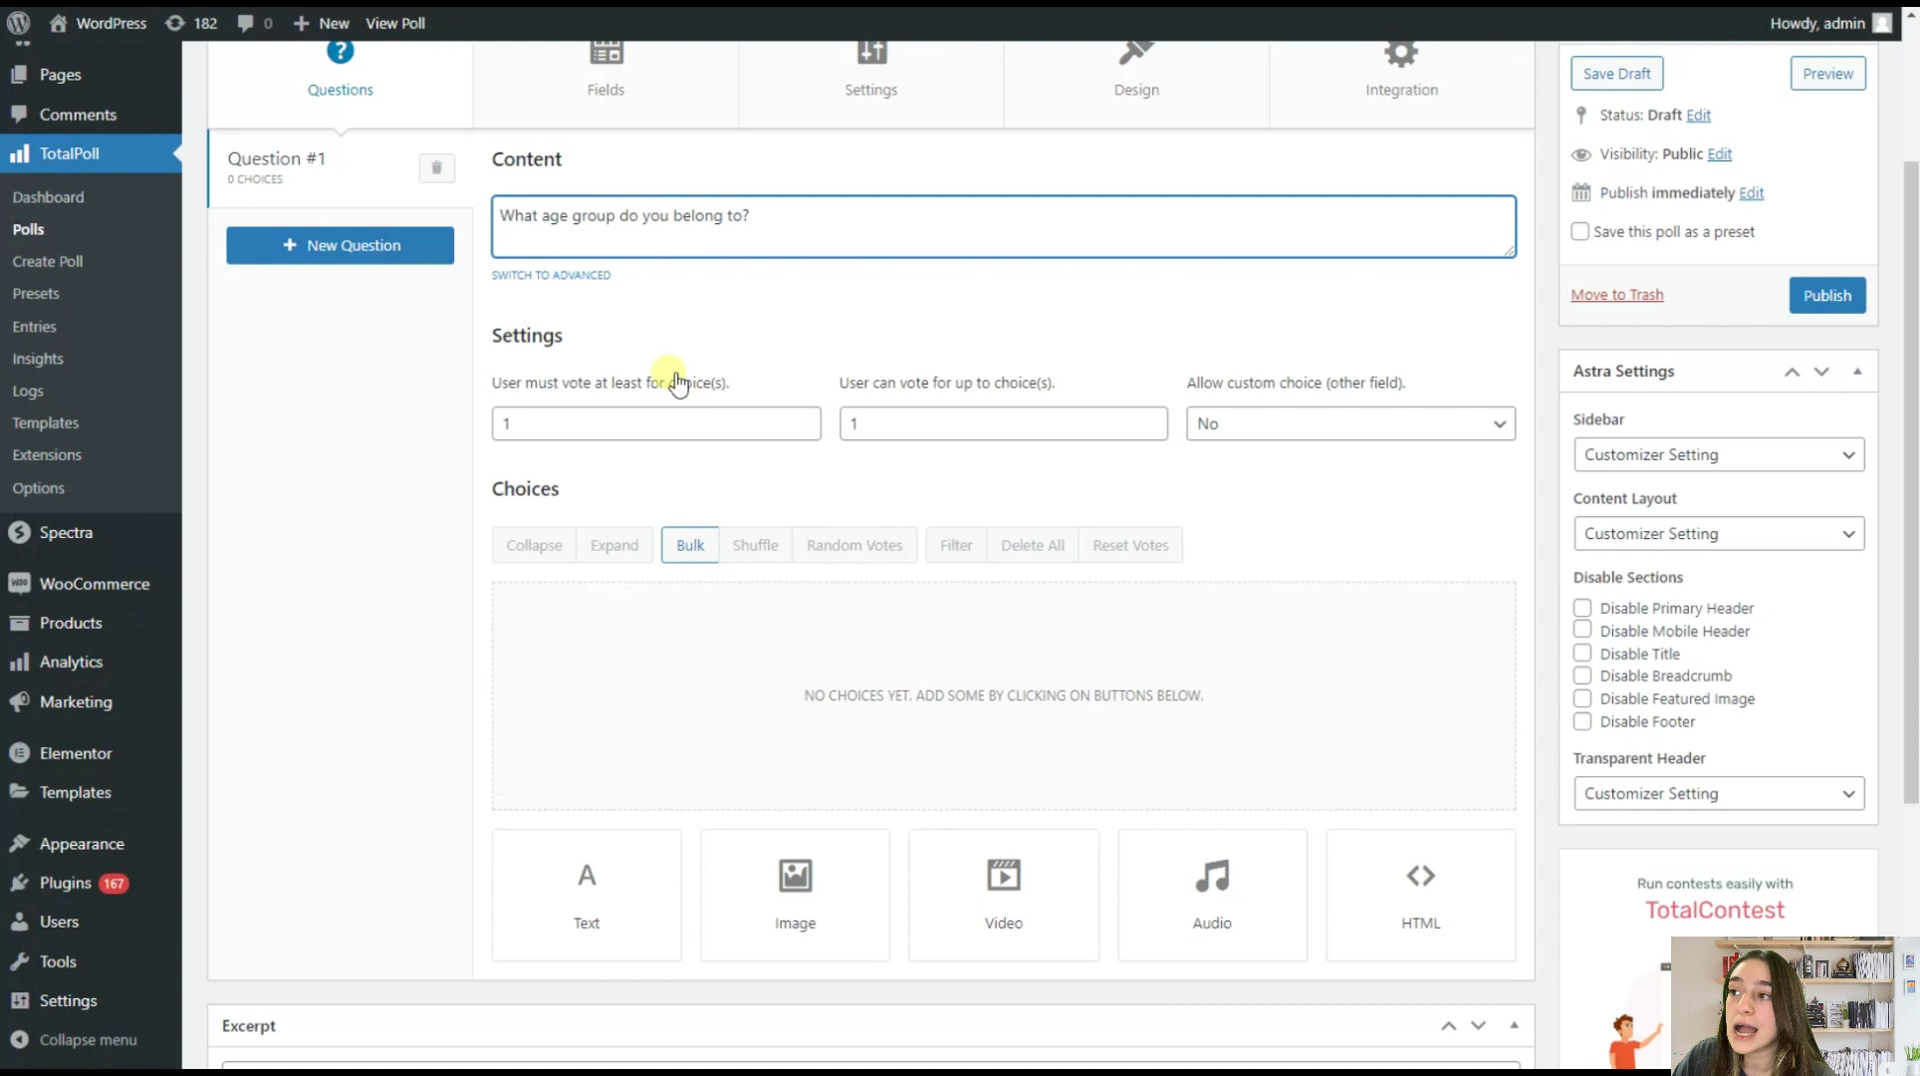 WordPress
182
0
New
View Poll
Howdy, admin
Pages
Comments
TotalPoll
Dashboard
Polls
Create Poll
Presets
Entries
Insights
Logs
Templates
Extensions
Options
Spectra
WooCommerce
Products
Analytics
Marketing
Elementor
Templates
Appearance
Plugins 167
Users
Tools
Settings
Collapse menu
Questions
Fields
Settings
Design
Integration
Question #1
0 CHOICES
New Question
Content
What age group do you belong to?
SWITCH TO ADVANCED
Settings
User must vote at least for choice(s).
User can vote for up to choice(s).
Allow custom choice (other field).
1
1
No
Choices
Collapse
Expand
Bulk
Shuffle
Random Votes
Filter
Delete All
Reset Votes
NO CHOICES YET. ADD SOME BY CLICKING ON BUTTONS BELOW.
A
Text
Image
Video
Audio
HTML
Excerpt
Save Draft
Preview
Status: Draft Edit
Visibility: Public Edit
Publish immediately Edit
Save this poll as a preset
Move to Trash
Publish
Astra Settings
Sidebar
Customizer Setting
Content Layout
Customizer Setting
Disable Sections
Disable Primary Header
Disable Mobile Header
Disable Title
Disable Breadcrumb
Disable Featured Image
Disable Footer
Transparent Header
Customizer Setting
Run contests easily with
TotalContest